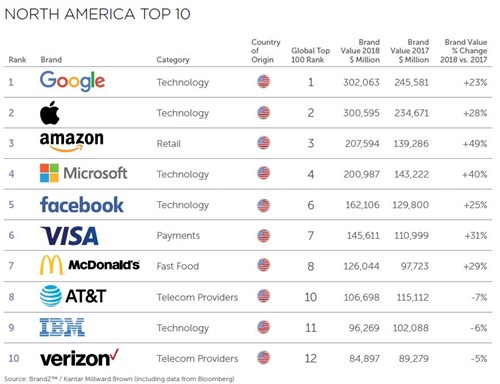 NORTH AMERICA TOP 10
Rank Brand Category Country of Origin Global Top 100 Rank Brand Value 2018 $ Million Brand Value 2017 $ Million Brand Value % Change 2018 vs. 2017
1 Google Technology 1 302,063 245,581 +23%
2 Technology 2 300,595 234,671 +28%
3 amazon Retail 3 207,594 139,286 +49%
4 Microsoft Technology 4 200,987 143,222 +40%
5 facebook Technology 6 162,106 129,800 +25%
6 VISA Payments 7 145,611 110,999 +31%
7 McDonald's Fast Food 8 126,044 97,723 +29%
8 AT&T Telecom Providers 10 106,698 115,112 -7%
9 IBM Technology 11 96,269 102,088 -6%
10 verizon✓ Telecom Providers 12 84,897 89,279 -5%
Source: BrandZ™ / Kantar Millward Brown (including data from Bloomberg)